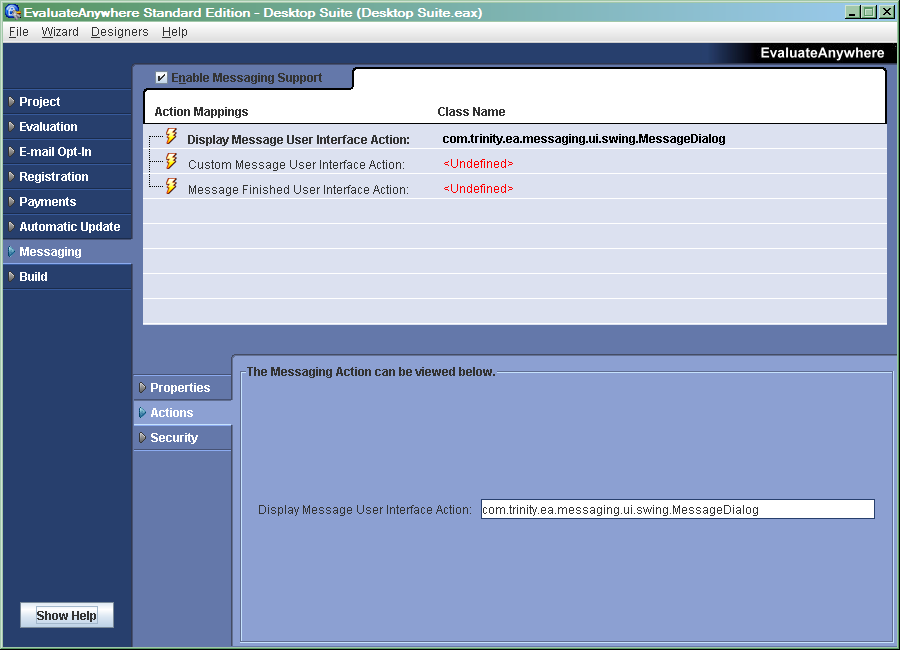 EvaluateAnywhere Standard Edition - Desktop Suite (Desktop Suite.eax)
File Wizard Designers Help
EvaluateAnywhere
Project
Evaluation
E-mail Opt-In
Registration
Payments
Automatic Update
Messaging
Build
Show Help
Enable Messaging Support
Action Mappings Class Name
Display Message User Interface Action: com.trinity.ea.messaging.ui.swing.MessageDialog
Custom Message User Interface Action: <Undefined>
Message Finished User Interface Action: <Undefined>
Properties
Actions
Security
The Messaging Action can be viewed below.
Display Message User Interface Action: com.trinity.ea.messaging.ui.swing.MessageDialog